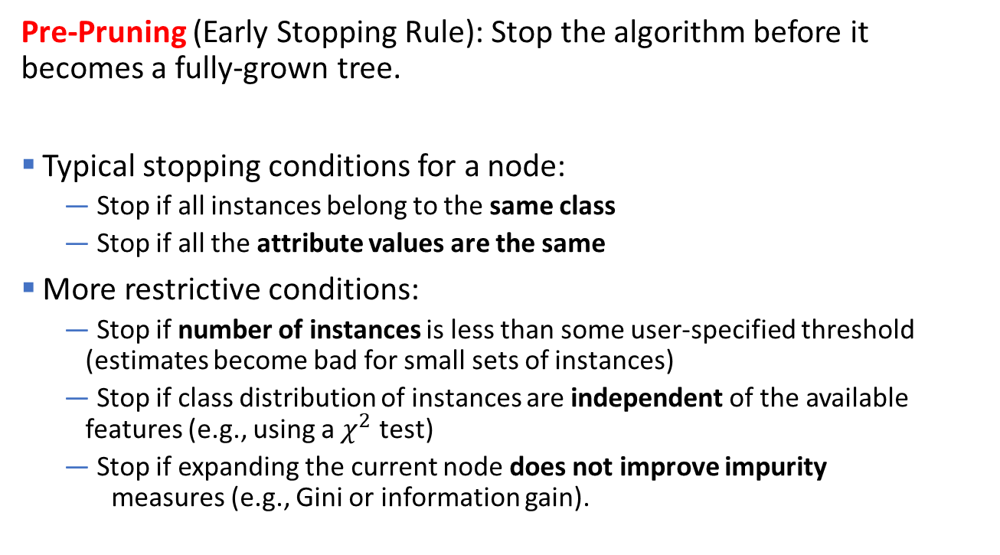 Pre-Pruning (Early Stopping Rule): Stop the algorithm before it
becomes a fully-grown tree.
▪ Typical stopping conditions for a node:
— Stop if all instances belong to the same class
— Stop if all the attribute values are the same
▪ More restrictive conditions:
— Stop if number of instances is less than some user-specified threshold
(estimates become bad for small sets of instances)
— Stop if class distribution of instances are independent of the available
features (e.g., using a χ² test)
— Stop if expanding the current node does not improve impurity
measures (e.g., Gini or information gain).